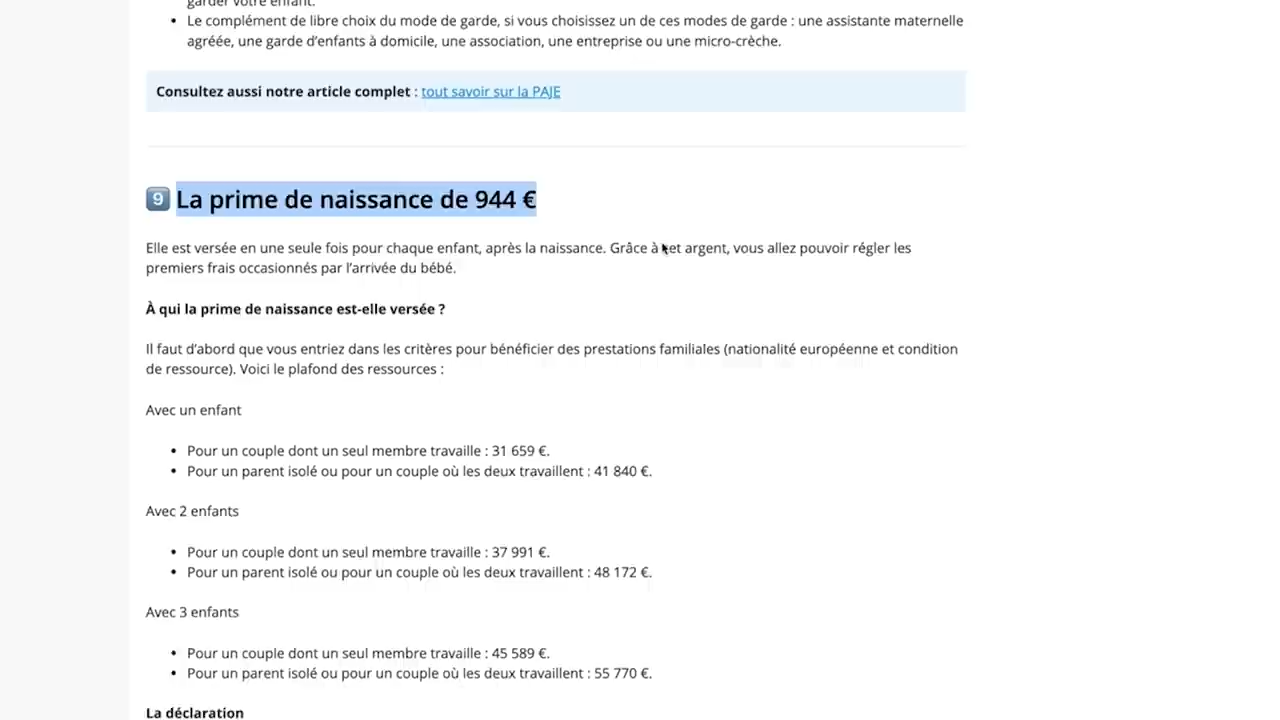 garder votre enfant.
• Le complément de libre choix du mode de garde, si vous choisissez un de ces modes de garde : une assistante maternelle
agréée, une garde d’enfants à domicile, une association, une entreprise ou une micro-crèche.
Consultez aussi notre article complet : tout savoir sur la PAJE
9 La prime de naissance de 944 €
Elle est versée en une seule fois pour chaque enfant, après la naissance. Grâce à cet argent, vous allez pouvoir régler les
premiers frais occasionnés par l’arrivée du bébé.
À qui la prime de naissance est-elle versée ?
Il faut d’abord que vous entriez dans les critères pour bénéficier des prestations familiales (nationalité européenne et condition
de ressource). Voici le plafond des ressources :
Avec un enfant
• Pour un couple dont un seul membre travaille : 31 659 €.
• Pour un parent isolé ou pour un couple où les deux travaillent : 41 840 €.
Avec 2 enfants
• Pour un couple dont un seul membre travaille : 37 991 €.
• Pour un parent isolé ou pour un couple où les deux travaillent : 48 172 €.
Avec 3 enfants
• Pour un couple dont un seul membre travaille : 45 589 €.
• Pour un parent isolé ou pour un couple où les deux travaillent : 55 770 €.
La déclaration